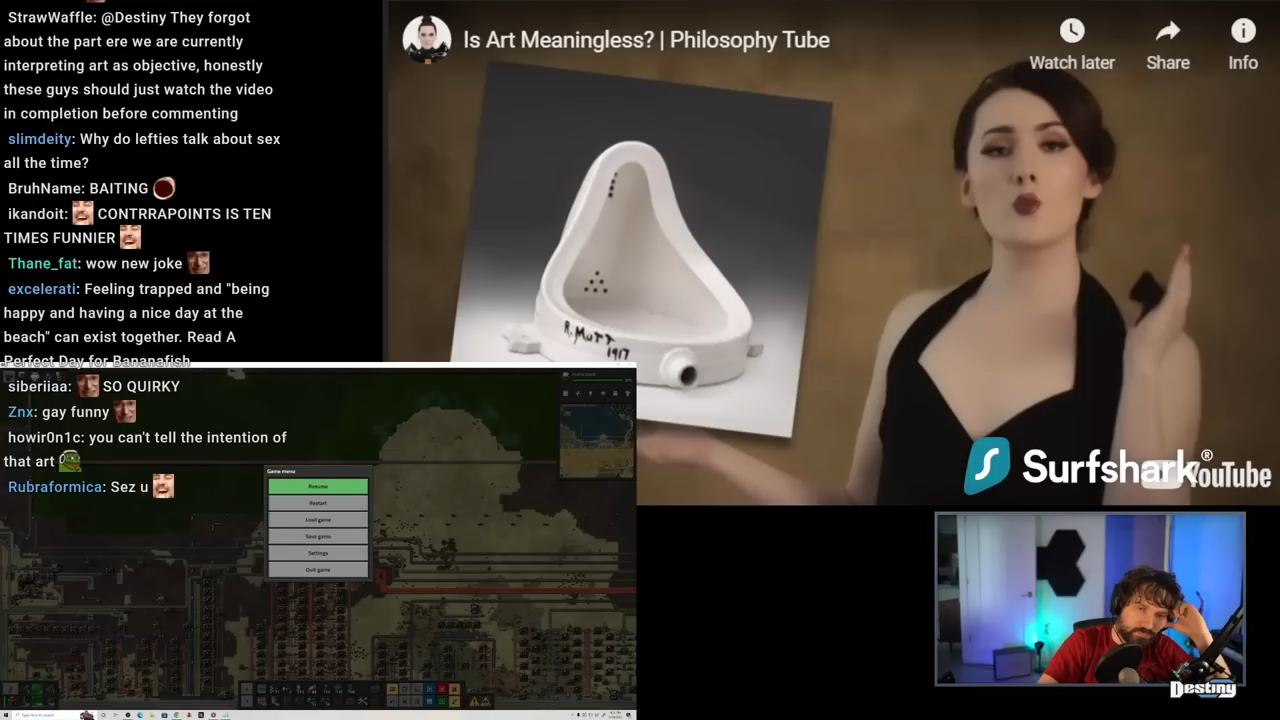 StrawWaffle: @Destiny They forgot
about the part ere we are currently
interpreting art as objective, honestly
these guys should just watch the video
in completion before commenting
slimdeity: Why do lefties talk about sex
all the time?
BruhName: BAITING
ikandoit: CONTRRAPOINTS IS TEN
TIMES FUNNIER
Thane_fat: wow new joke
excelerati: Feeling trapped and "being
happy and having a nice day at the
beach" can exist together. Read A
Perfect Day for Bananafish
siberiiaa: SO QUIRKY
Znx: gay funny
howir0n1c: you can't tell the intention of
that art
Rubraformica: Sez u
Is Art Meaningless? | Philosophy Tube
Watch later
Share
Info
R. MUTT
1917
Surfshark®
YouTube
Game menu
Resume
Restart
Load game
Save game
Settings
Quit game
Destiny